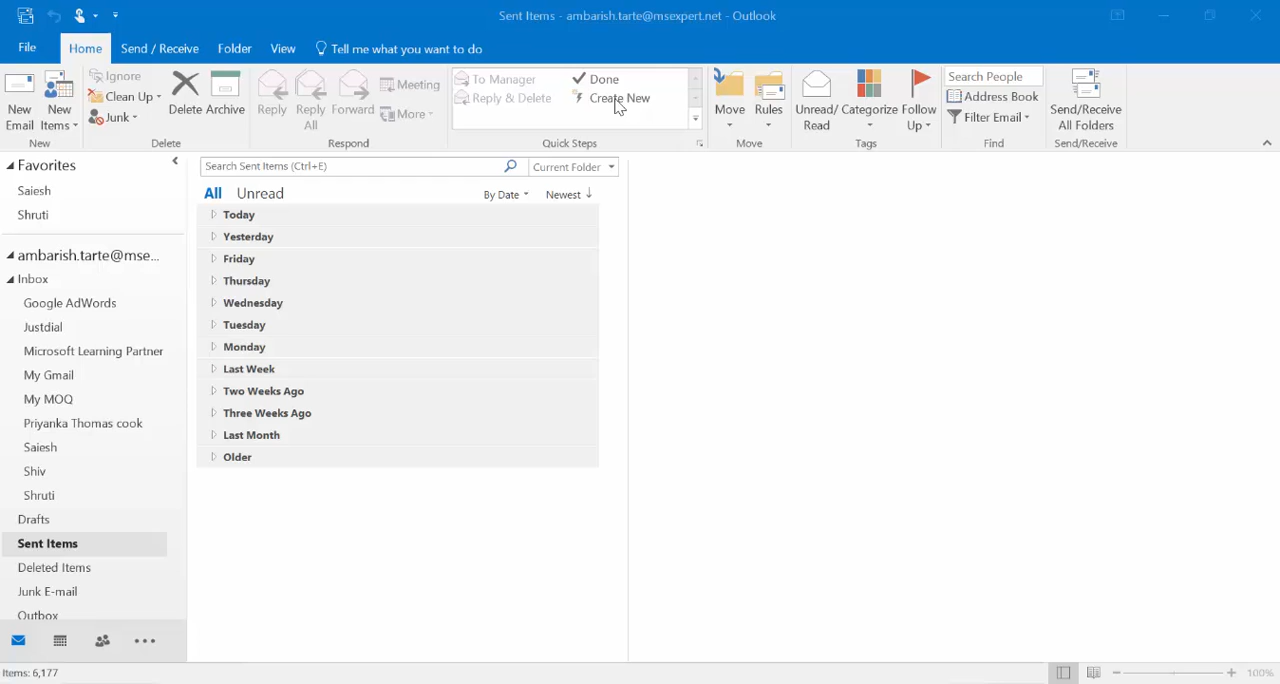 Sent Items - ambarish.tarte@msexpert.net - Outlook
File
Home
Send / Receive
Folder
View
Tell me what you want to do
New Email
New Items
New
Ignore
Clean Up
Junk
Delete
Archive
Delete
Reply
Reply All
Forward
Meeting
More
Respond
To Manager
Reply & Delete
Done
Create New
Quick Steps
Move
Rules
Move
Unread/ Read
Categorize
Follow Up
Tags
Search People
Address Book
Filter Email
Find
Send/Receive All Folders
Send/Receive
Favorites
Saiesh
Shruti
ambarish.tarte@mse...
Inbox
Google AdWords
Justdial
Microsoft Learning Partner
My Gmail
My MOQ
Priyanka Thomas cook
Saiesh
Shiv
Shruti
Drafts
Sent Items
Deleted Items
Junk E-mail
Outbox
Search Sent Items (Ctrl+E)
Current Folder
All Unread By Date Newest
Today
Yesterday
Friday
Thursday
Wednesday
Tuesday
Monday
Last Week
Two Weeks Ago
Three Weeks Ago
Last Month
Older
Items: 6,177
100%